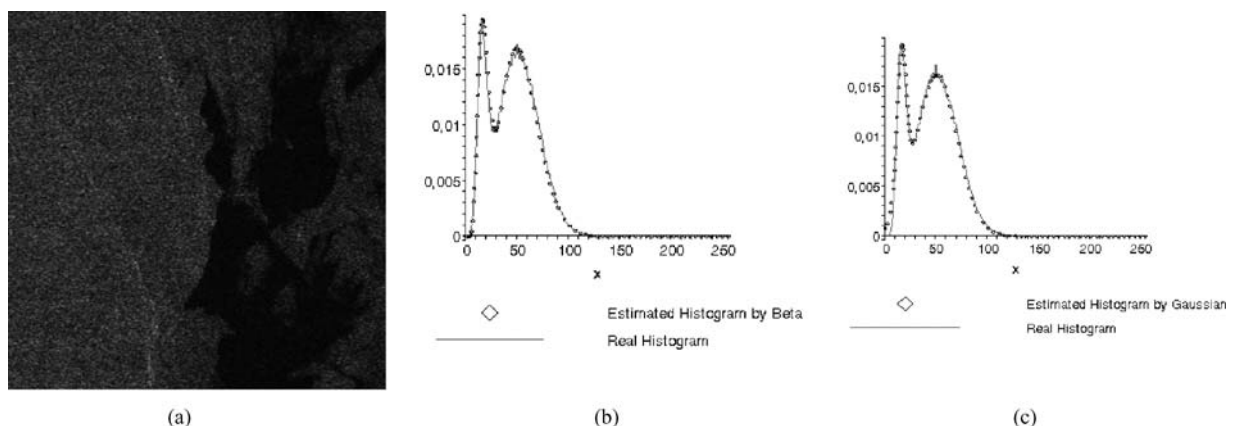 0,015
0,01
0,005
0
0 50 100 150 200 250
x
Estimated Histogram by Beta
Real Histogram
0,015
0,01
0,005
0
0 50 100 150 200 250
x
Estimated Histogram by Gaussian
Real Histogram
(a) (b) (c)